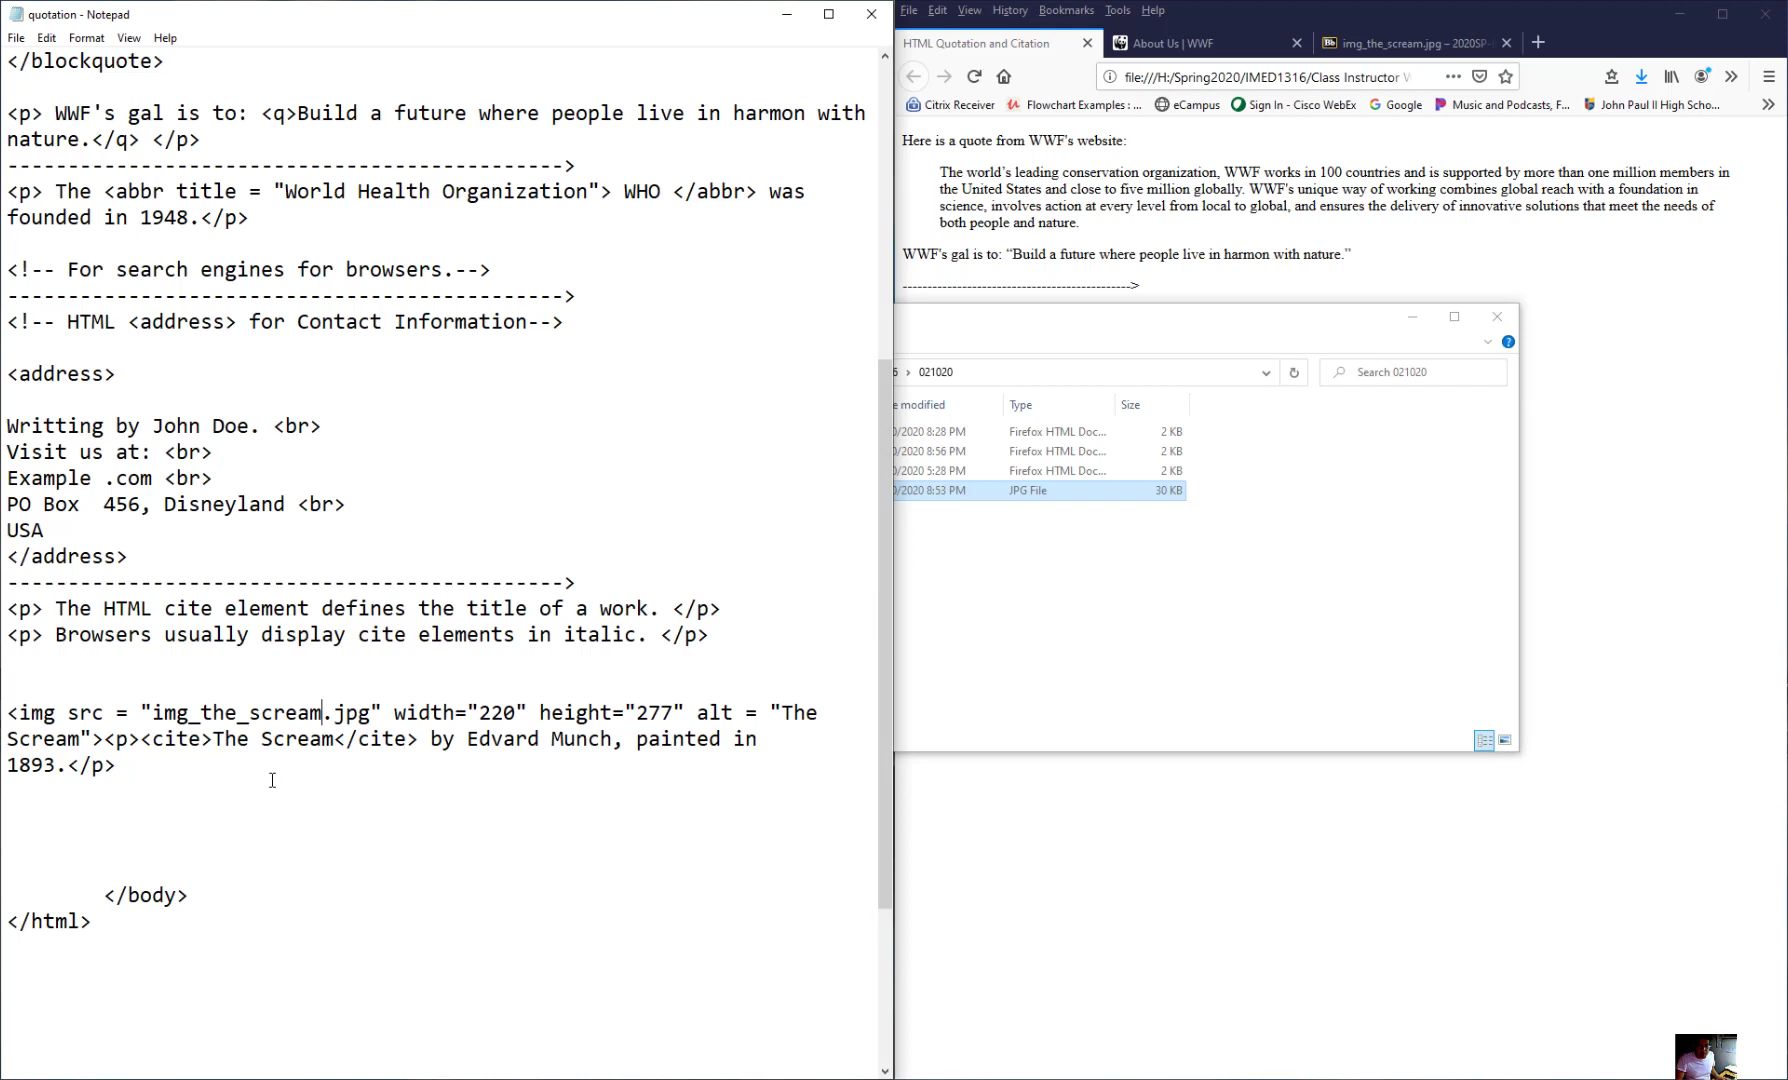 quotation - Notepad
File Edit Format View Help
</blockquote>
<p> WWF's gal is to: <q>Build a future where people live in harmon with
nature.</q> </p>
---------------------------------------------->
<p> The <abbr title = "World Health Organization"> WHO </abbr> was
founded in 1948.</p>
<!-- For search engines for browsers.-->
---------------------------------------------->
<!-- HTML <address> for Contact Information-->
<address>
Writting by John Doe. <br>
Visit us at: <br>
Example .com <br>
PO Box  456, Disneyland <br>
USA
</address>
---------------------------------------------->
<p> The HTML cite element defines the title of a work. </p>
<p> Browsers usually display cite elements in italic. </p>
<img src = "img_the_scream.jpg" width="220" height="277" alt = "The
Scream"><p><cite>The Scream</cite> by Edvard Munch, painted in
1893.</p>
</body>
</html>
File Edit View History Bookmarks Tools Help
HTML Quotation and Citation About Us | WWF Bb img_the_scream.jpg – 2020SP-
file:///H:/Spring2020/IMED1316/Class Instructor
Citrix Receiver Flowchart Examples : ... eCampus Sign In - Cisco WebEx Google Music and Podcasts, F... John Paul II High Scho...
Here is a quote from WWF's website:
The world's leading conservation organization, WWF works in 100 countries and is supported by more than one million members in
the United States and close to five million globally. WWF's unique way of working combines global reach with a foundation in
science, involves action at every level from local to global, and ensures the delivery of innovative solutions that meet the needs of
both people and nature.
WWF's gal is to: “Build a future where people live in harmon with nature.”
---------------------------------------------->
021020 Search 021020
e modified Type Size
0/2020 8:28 PM Firefox HTML Doc... 2 KB
0/2020 8:56 PM Firefox HTML Doc... 2 KB
0/2020 5:28 PM Firefox HTML Doc... 2 KB
0/2020 8:53 PM JPG File 30 KB